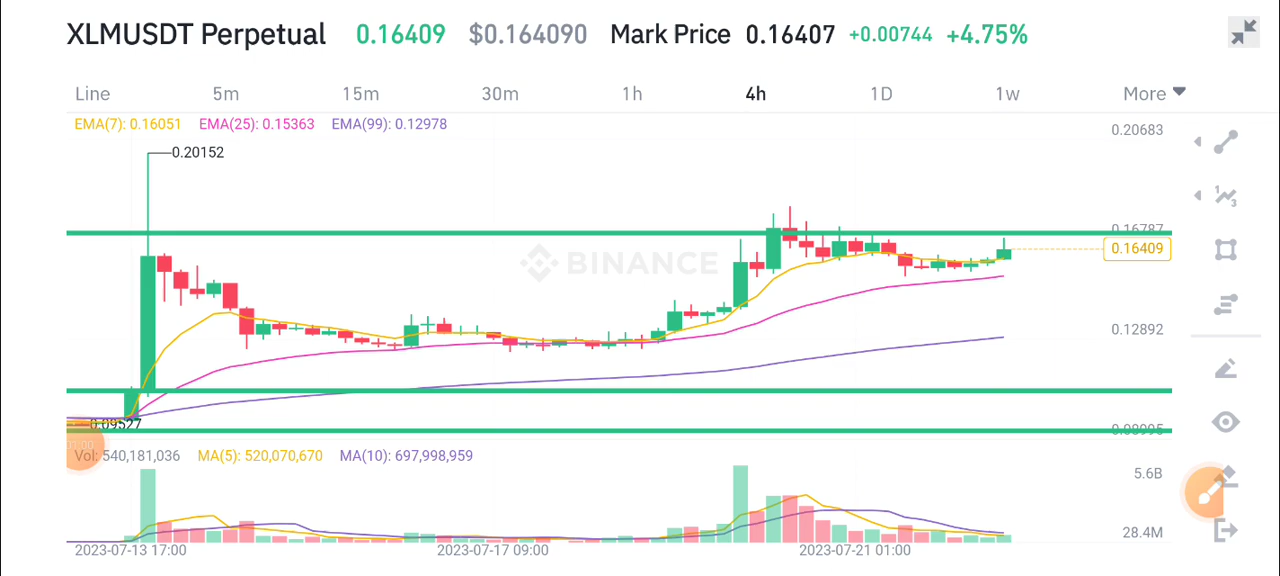 XLMUSDT Perpetual 0.16409 $0.164090 Mark Price 0.16407 +0.00744 +4.75%
Line 5m 15m 30m 1h 4h 1D 1w More
EMA(7): 0.16051 EMA(25): 0.15363 EMA(99): 0.12978
0.20683
0.20152
0.16787
0.16409
BINANCE
0.12892
0.09527
0.08995
01:00
Vol: 540,181,036 MA(5): 520,070,670 MA(10): 697,998,959
5.6B
28.4M
2023-07-13 17:00 2023-07-17 09:00 2023-07-21 01:00